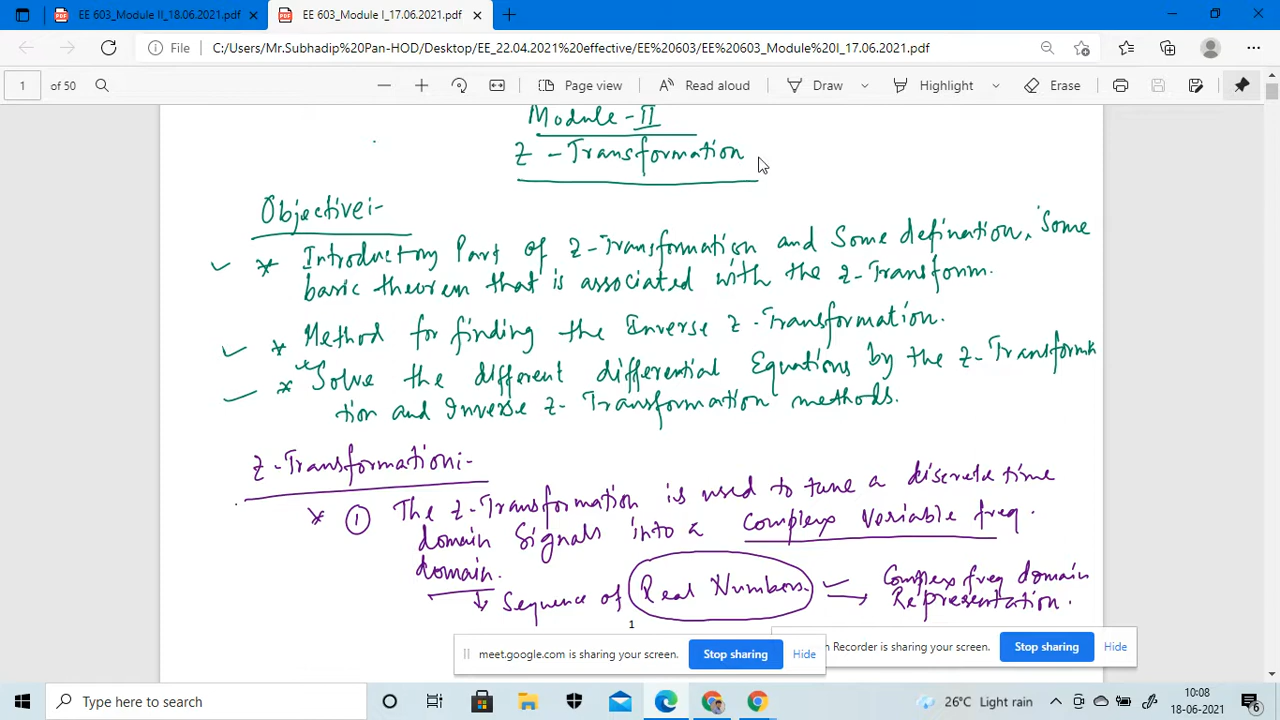 EE 603_Module II_18.06.2021.pdf
EE 603_Module I_17.06.2021.pdf
File
C:/Users/Mr.Subhadip%20Pan-HOD/Desktop/EE_22.04.2021%20effective/EE%20603/EE%20603_Module%20I_17.06.2021.pdf
1 of 50
Page view
Read aloud
Draw
Highlight
Erase
Module - II
Z - Transformation
Objective:-
* Introductory Part of Z-Transformation and Some defination, Some
basic theorem that is associated with the Z-Transform.
* Method for finding the Inverse Z-Transformation.
* Solve the different differential Equations by the Z-Transforma
tion and Inverse Z-Transformation methods.
Z-Transformation:-
* ① The Z-Transformation is used to tune a discrete time
domain Signals into a Complex Variable freq.
domain.
↓ Sequence of Real Numbers. → Complex freq domain
Representation.
1
meet.google.com is sharing your screen.
Stop sharing
Hide
n Recorder is sharing your screen.
Stop sharing
Hide
Type here to search
26°C Light rain
10:08
18-06-2021
6